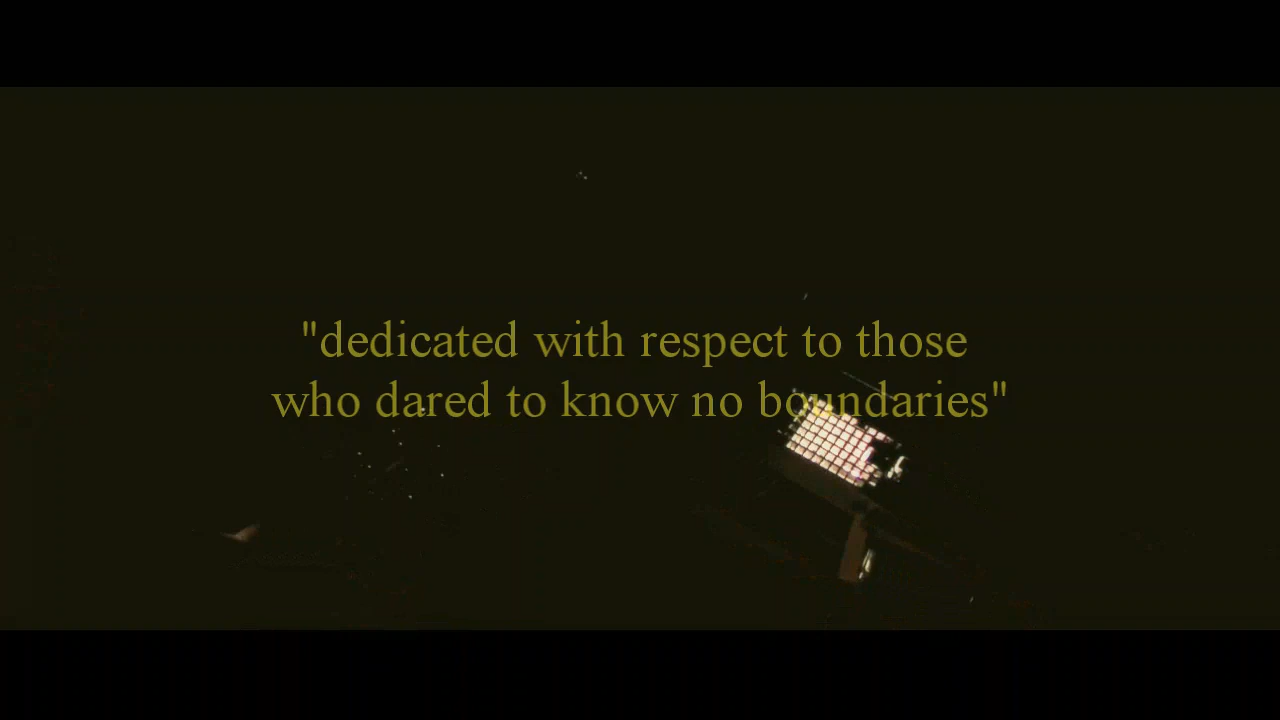 "dedicated with respect to those
who dared to know no boundaries"